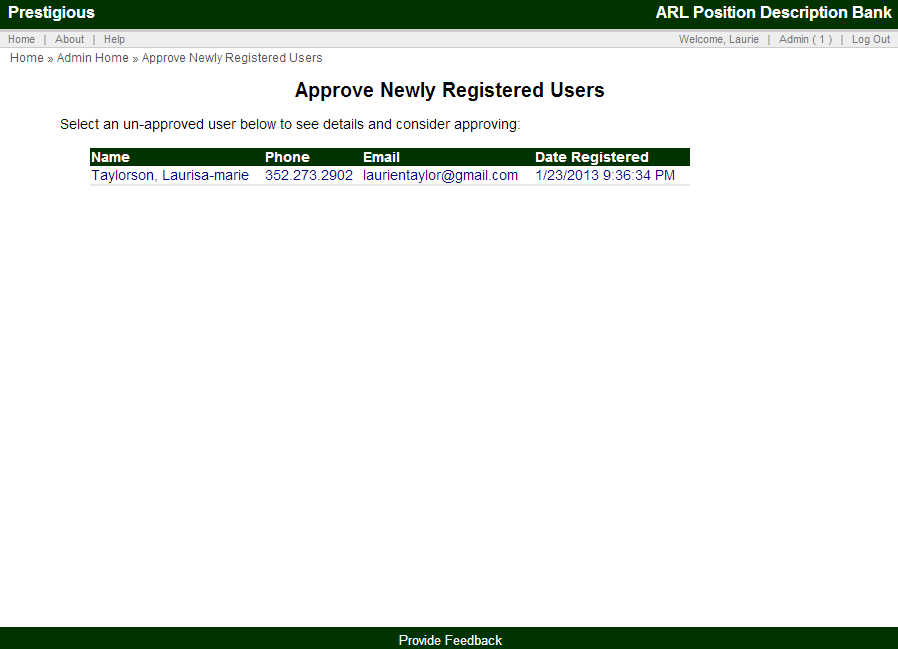 Prestigious ARL Position Description Bank
Home | About | Help Welcome, Laurie | Admin ( 1 ) | Log Out
Home » Admin Home » Approve Newly Registered Users
Approve Newly Registered Users
Select an un-approved user below to see details and consider approving:
Name Phone Email Date Registered
Taylorson, Laurisa-marie 352.273.2902 laurientaylor@gmail.com 1/23/2013 9:36:34 PM
Provide Feedback